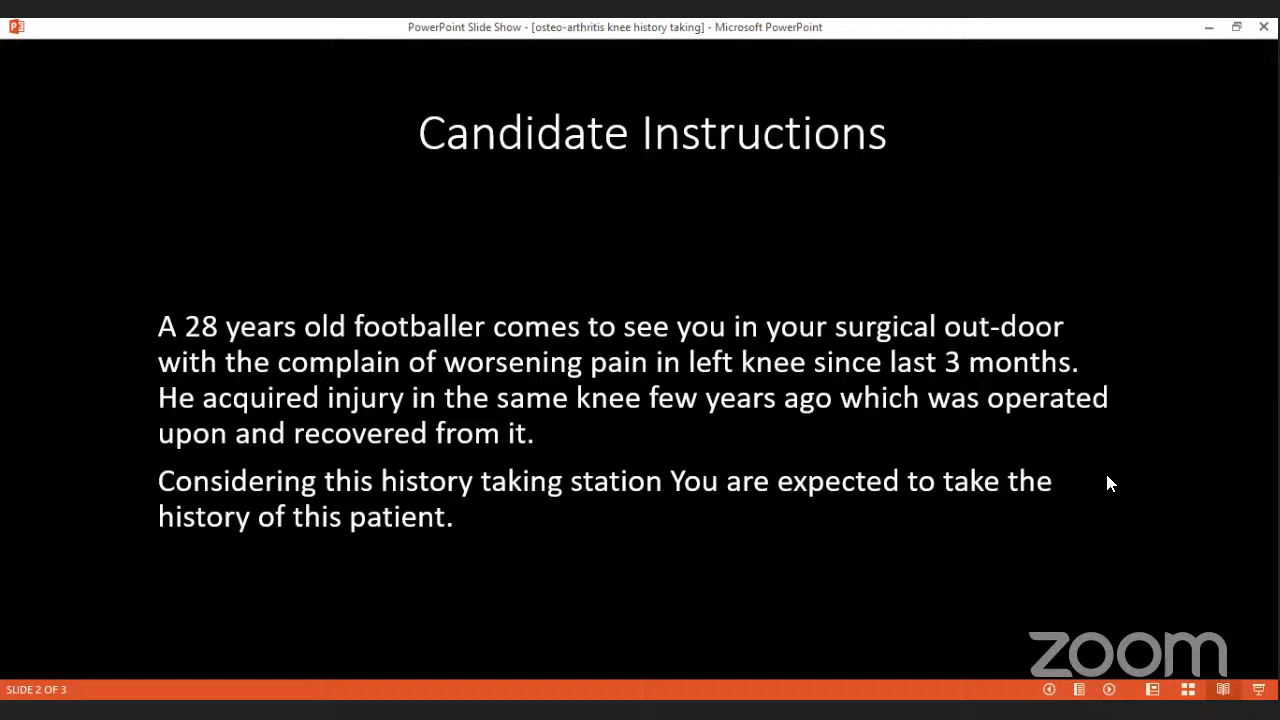 PowerPoint Slide Show - [osteo-arthritis knee history taking] - Microsoft PowerPoint
Candidate Instructions
A 28 years old footballer comes to see you in your surgical out-door
with the complain of worsening pain in left knee since last 3 months.
He acquired injury in the same knee few years ago which was operated
upon and recovered from it.
Considering this history taking station You are expected to take the
history of this patient.
zoom
SLIDE 2 OF 3